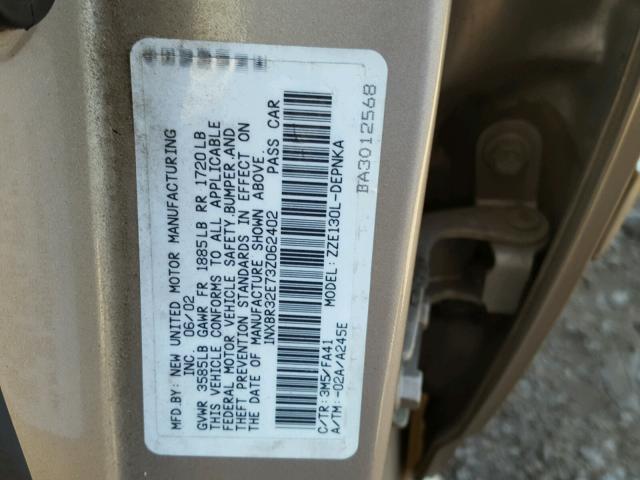 MFD.BY: NEW UNITED MOTOR MANUFACTURING
INC. 06/02
GVWR 3585LB GAWR FR 1885LB RR 1720LB
THIS VEHICLE CONFORMS TO ALL APPLICABLE
FEDERAL MOTOR VEHICLE SAFETY,BUMPER,AND
THEFT PREVENTION STANDARDS IN EFFECT ON
THE DATE OF MANUFACTURE SHOWN ABOVE.
1NXBR32E73Z062402 PASS CAR
MODEL: ZZE130L-DEPNKA
C/TR: 3M5/FA41
A/TM: -02A/A245E
BA3012568